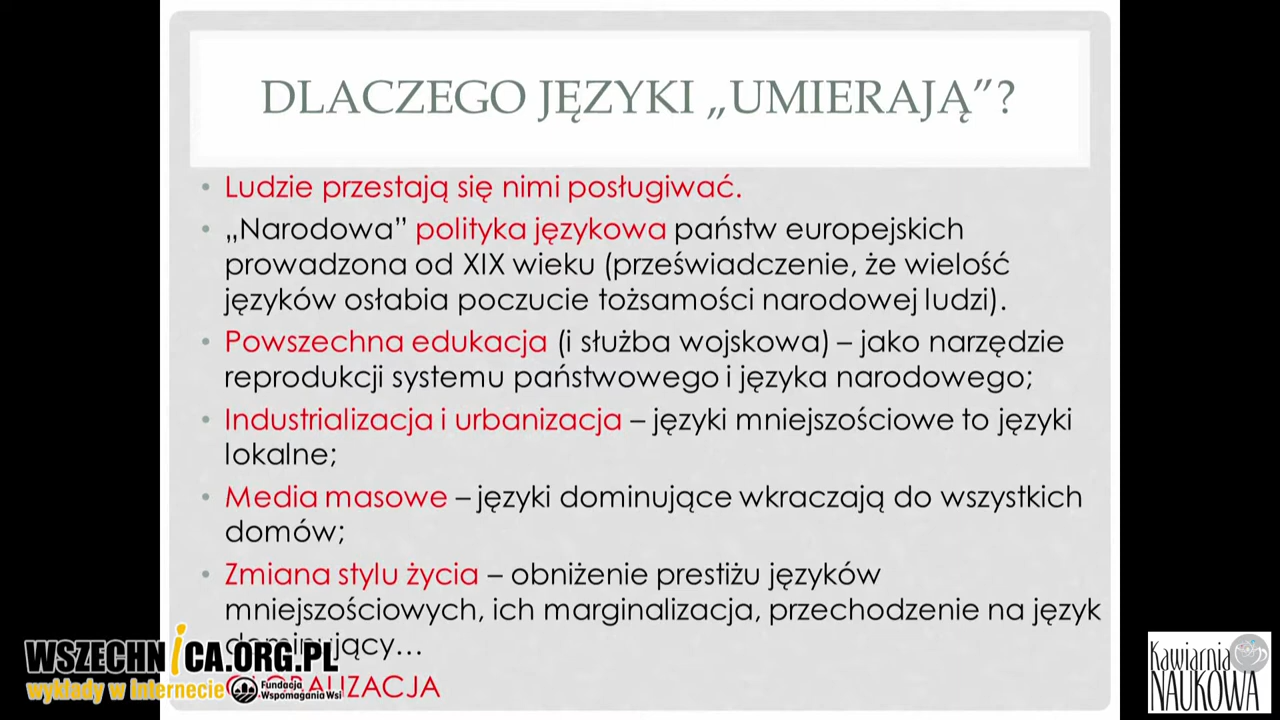 DLACZEGO JĘZYKI „UMIERAJĄ”?
• Ludzie przestają się nimi posługiwać.
• „Narodowa” polityka językowa państw europejskich
prowadzona od XIX wieku (przeświadczenie, że wielość
języków osłabia poczucie tożsamości narodowej ludzi).
• Powszechna edukacja (i służba wojskowa) – jako narzędzie
reprodukcji systemu państwowego i języka narodowego;
• Industrializacja i urbanizacja – języki mniejszościowe to języki
lokalne;
• Media masowe – języki dominujące wkraczają do wszystkich
domów;
• Zmiana stylu życia – obniżenie prestiżu języków
mniejszościowych, ich marginalizacja, przechodzenie na język
dominujący...
GLOBALIZACJA
WSZECHNICA.ORG.PL
wykłady w Internecie
Fundacja
Wspomagania Wsi
Kawiarnia
NAUKOWA